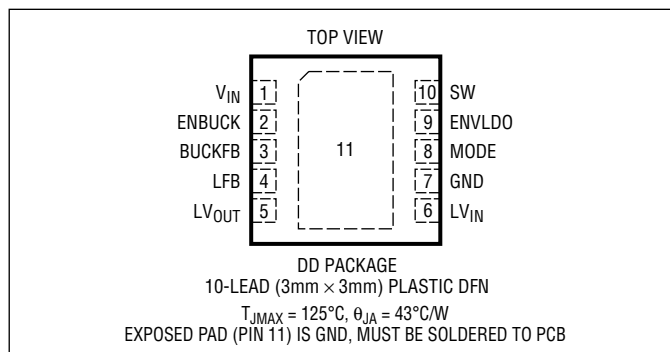 TOP VIEW
V_IN 1 10 SW
ENBUCK 2 9 ENVLDO
BUCKFB 3 11 8 MODE
LFB 4 7 GND
LV_OUT 5 6 LV_IN
DD PACKAGE
10-LEAD (3mm × 3mm) PLASTIC DFN
T_JMAX = 125°C, θ_JA = 43°C/W
EXPOSED PAD (PIN 11) IS GND, MUST BE SOLDERED TO PCB